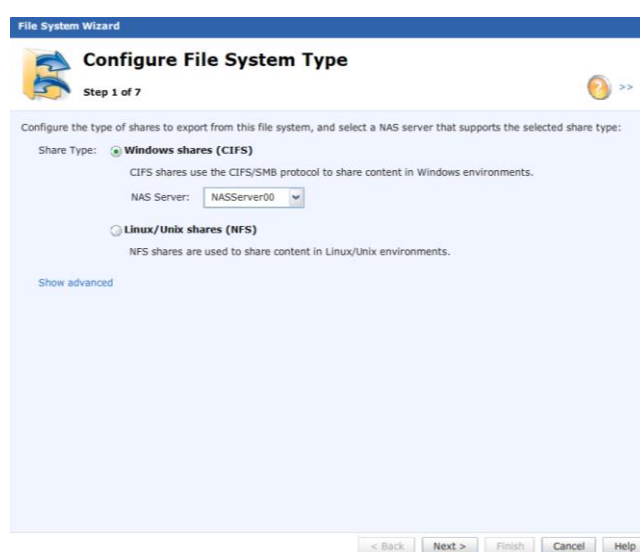 File System Wizard
Configure File System Type
Step 1 of 7
?
>>
Configure the type of shares to export from this file system, and select a NAS server that supports the selected share type:
Share Type: Windows shares (CIFS)
CIFS shares use the CIFS/SMB protocol to share content in Windows environments.
NAS Server: NASServer00
Linux/Unix shares (NFS)
NFS shares are used to share content in Linux/Unix environments.
Show advanced
< Back Next > Finish Cancel Help